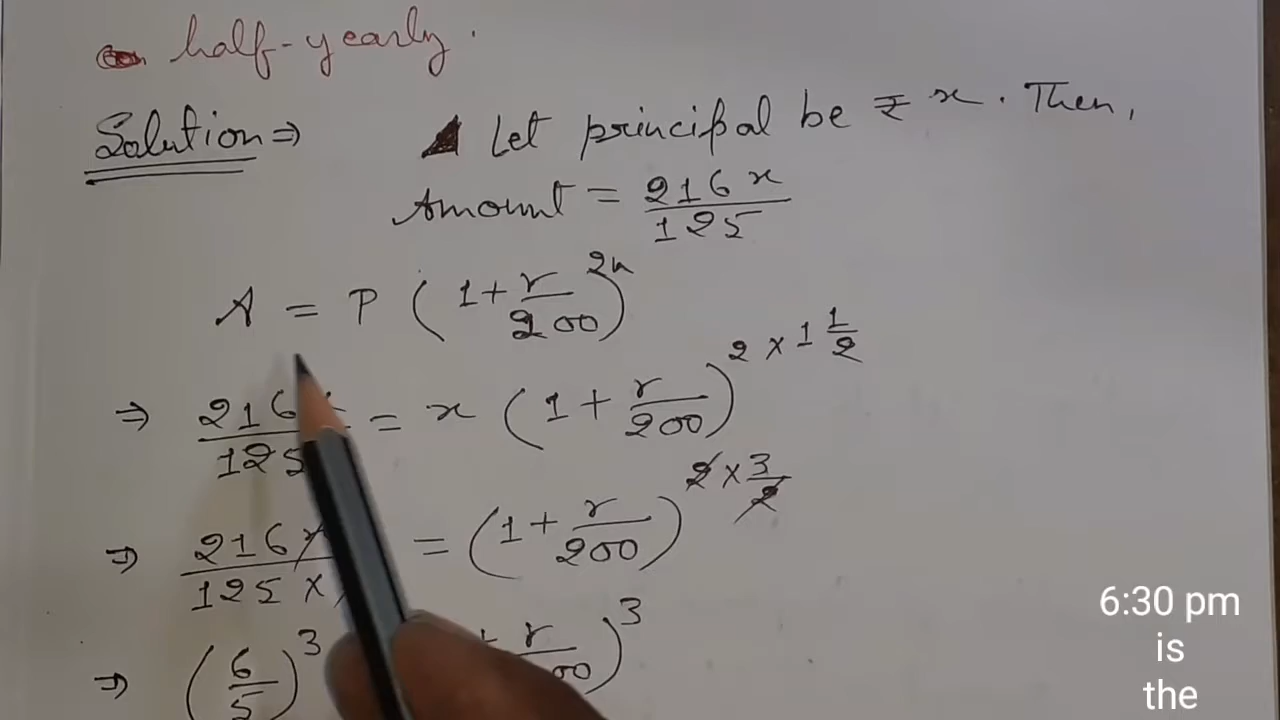 half-yearly.
Solution ⇒ Let principal be ₹ x. Then,
Amount = 216x/125
A = P (1 + r/200)^2n
⇒ 216/125 = x (1 + r/200)^2 × 1 1/2
⇒ 216x/125x = (1 + r/200)^2 × 3/2
⇒ (6/5)^3 + r/00)^3
6:30 pm
is
the